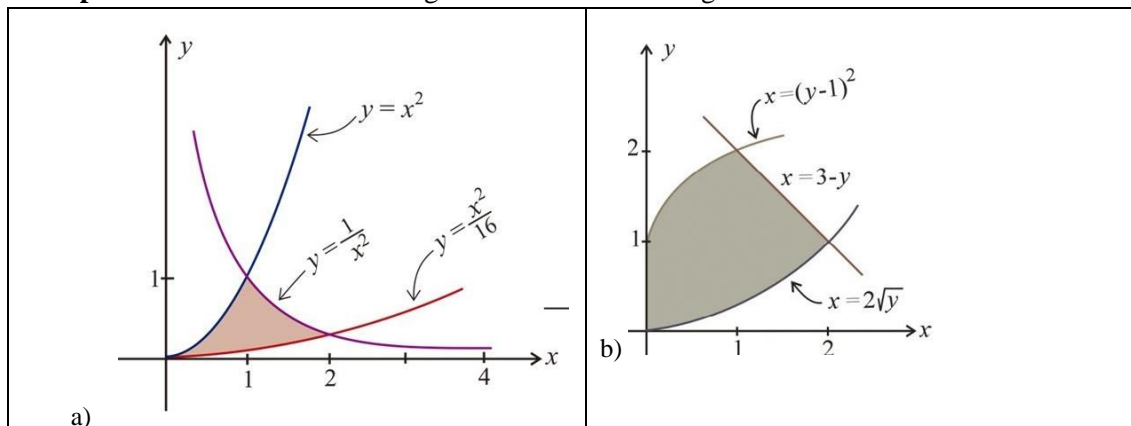 y
y = x²
y = 1/x²
y = x²/16
1
1 2 4 x
a)
y
x=(y-1)²
2
x=3-y
1
x=2√y
b) 1 2 x